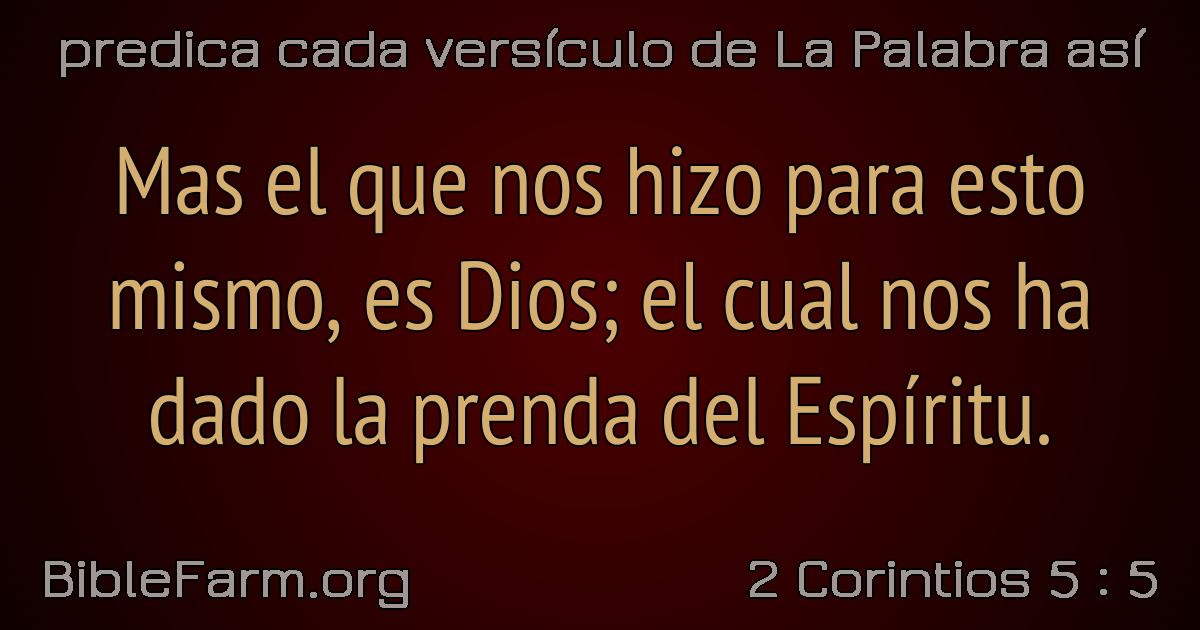 predica cada versículo de La Palabra así
Mas el que nos hizo para esto
mismo, es Dios; el cual nos ha
dado la prenda del Espíritu.
BibleFarm.org
2 Corintios 5 : 5